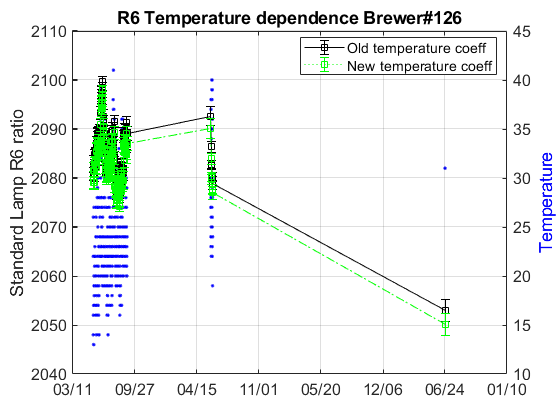 R6 Temperature dependence Brewer#126
Old temperature coeff
New temperature coeff
Standard Lamp R6 ratio
2110
2100
2090
2080
2070
2060
2050
2040
45
40
35
30
25
20
15
10
Temperature
03/11 09/27 04/15 11/01 05/20 12/06 06/24 01/10